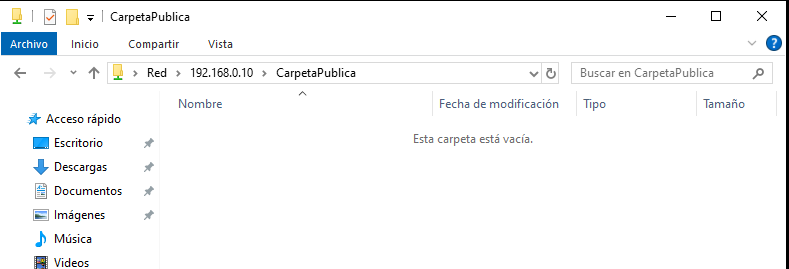 CarpetaPublica
Archivo Inicio Compartir Vista
Red 192.168.0.10 CarpetaPublica Buscar en CarpetaPublica
Nombre Fecha de modificación Tipo Tamaño
Esta carpeta está vacía.
Acceso rápido
Escritorio
Descargas
Documentos
Imágenes
Música
Videos